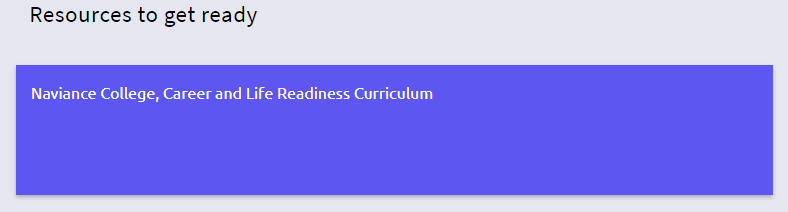 Resources to get ready
Naviance College, Career and Life Readiness Curriculum